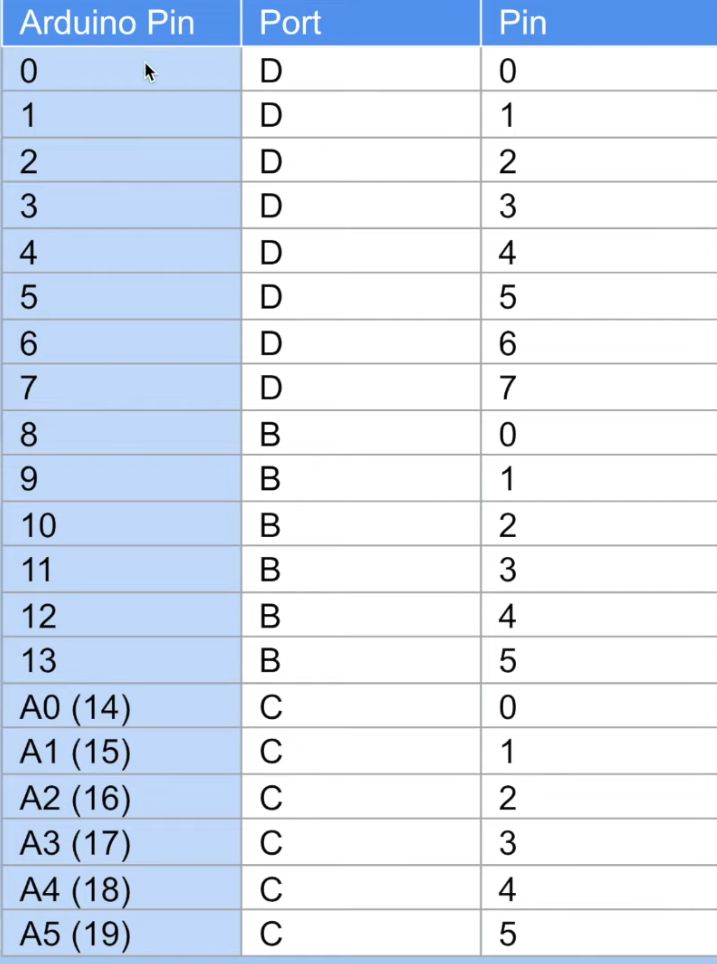 Arduino Pin Port Pin
0 D 0
1 D 1
2 D 2
3 D 3
4 D 4
5 D 5
6 D 6
7 D 7
8 B 0
9 B 1
10 B 2
11 B 3
12 B 4
13 B 5
A0 (14) C 0
A1 (15) C 1
A2 (16) C 2
A3 (17) C 3
A4 (18) C 4
A5 (19) C 5